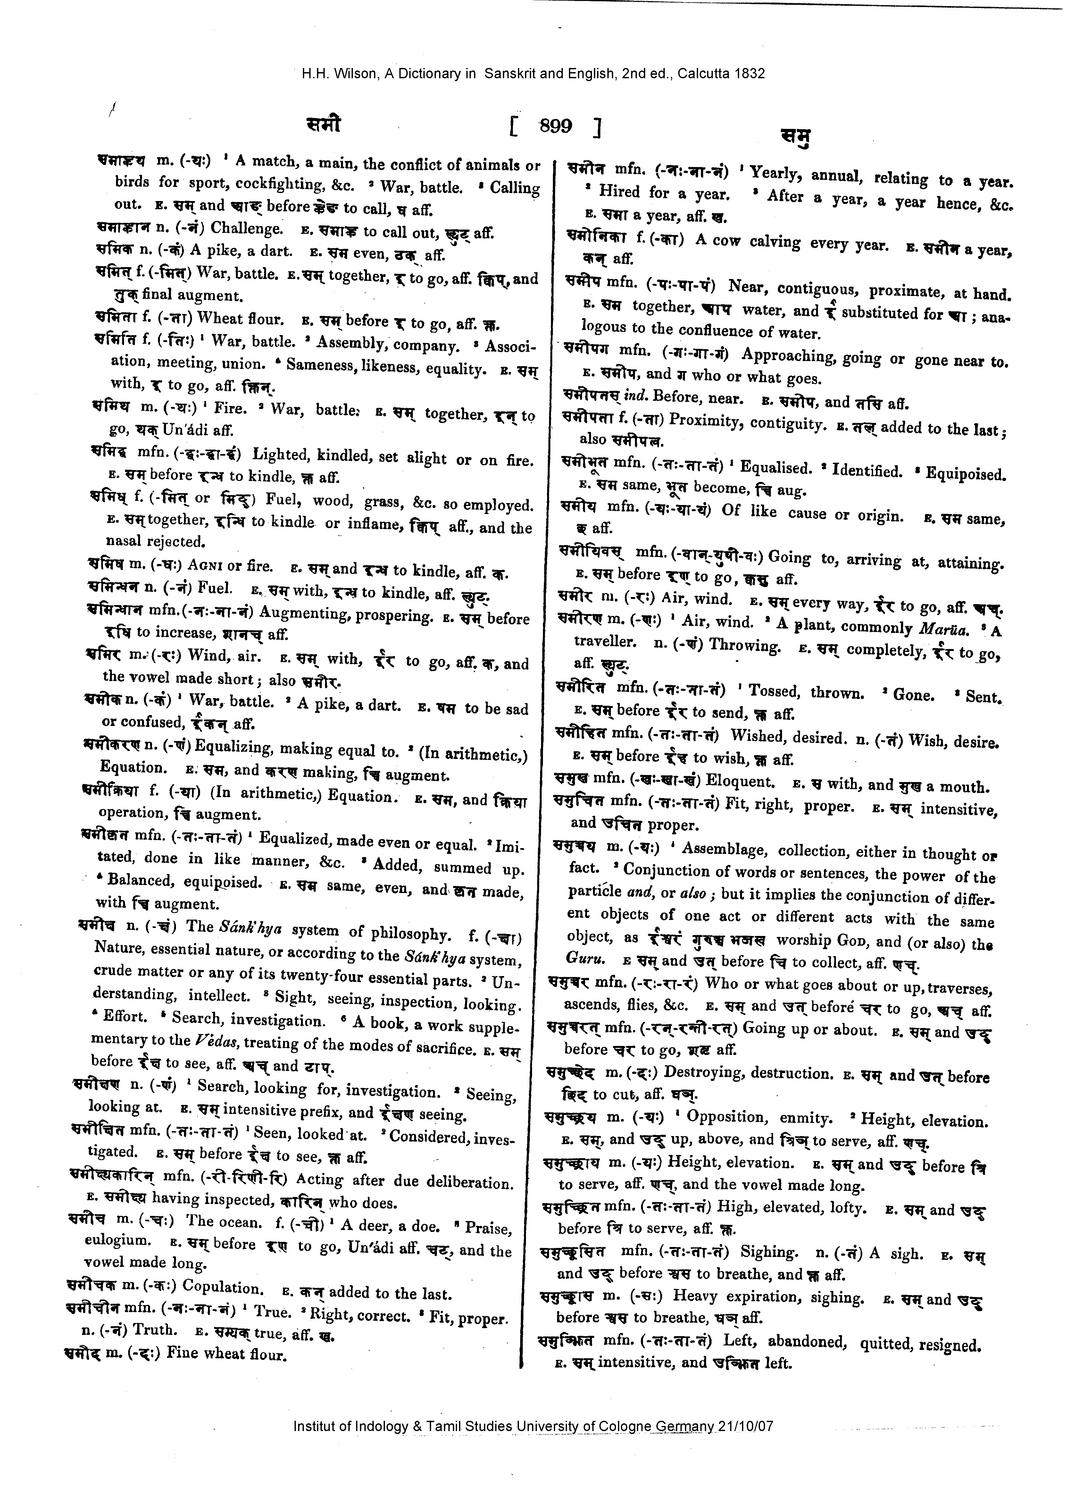 H.H. Wilson, A Dictionary in Sanskrit and English, 2nd ed., Calcutta 1832
समी [ 899 ] समु
समाह्वय m. (-यः) ¹ A match, a main, the conflict of animals or
birds for sport, cockfighting, &c. ² War, battle. ³ Calling
out. E. सम् and आङ् before ह्वेञ् to call, घ aff.
समाह्वान n. (-नं) Challenge. E. समाह्व to call out, ल्युट् aff.
समिक n. (-कं) A pike, a dart. E. सम even, ठक् aff.
समित् f. (-मित्) War, battle. E. सम् together, इ to go, aff. क्विप्, and
तुक् final augment.
समिता f. (-ता) Wheat flour. E. सम् before इ to go, aff. क्त.
समिति f. (-तिः) ¹ War, battle. ² Assembly, company. ³ Associ-
ation, meeting, union. ⁴ Sameness, likeness, equality. E. सम्
with, इ to go, aff. क्तिन्.
समिथ m. (-थः) ¹ Fire. ² War, battle: E. सम् together, इन् to
go, थक् Un'ádi aff.
समिद्ध mfn. (-द्धः-द्धा-द्धं) Lighted, kindled, set alight or on fire.
E. सम् before इन्ध to kindle, क्त aff.
समिध् f. (-मित् or मिद्) Fuel, wood, grass, &c. so employed.
E. सम् together, इन्धि to kindle or inflame, क्विप् aff., and the
nasal rejected.
समिध m. (-धः) AGNI or fire. E. सम् and इन्ध to kindle, aff. क.
समिन्धन n. (-नं) Fuel. E. सम् with, इन्ध to kindle, aff. ल्युट्.
समिन्धान mfn. (-नः-ना-नं) Augmenting, prospering. E. सम् before
इधि to increase, शानच् aff.
समिर m. (-रः) Wind, air. E. सम् with, ईर to go, aff. क, and
the vowel made short; also समीर.
समीक n. (-कं) ¹ War, battle. ² A pike, a dart. E. षम to be sad
or confused, ईकन् aff.
समीकरण n. (-णं) Equalizing, making equal to. ² (In arithmetic,)
Equation. E. सम, and करण making, च्वि augment.
समीक्रिया f. (-या) (In arithmetic,) Equation. E. सम, and क्रिया
operation, च्वि augment.
समीकृत mfn. (-तः-ता-तं) ¹ Equalized, made even or equal. ² Imi-
tated, done in like manner, &c. ³ Added, summed up.
⁴ Balanced, equipoised. E. सम same, even, and कृत made,
with च्वि augment.
समीक्ष n. (-क्षं) The Sánk'hya system of philosophy. f. (-क्षा)
Nature, essential nature, or according to the Sánk'hya system,
crude matter or any of its twenty-four essential parts. ² Un-
derstanding, intellect. ³ Sight, seeing, inspection, looking.
⁴ Effort. ⁵ Search, investigation. ⁶ A book, a work supple-
mentary to the Védas, treating of the modes of sacrifice. E. सम्
before ईक्ष to see, aff. अच् and टाप्.
समीक्षण n. (-णं) ¹ Search, looking for, investigation. ² Seeing,
looking at. E. सम् intensitive prefix, and ईक्षण seeing.
समीक्षित mfn. (-तः-ता-तं) ¹ Seen, looked at. ² Considered, inves-
tigated. E. सम् before ईक्ष to see, क्त aff.
समीक्ष्यकारिन् mfn. (-री-रिणी-रि) Acting after due deliberation.
E. समीक्ष्य having inspected, कारिन् who does.
समीच m. (-चः) The ocean. f. (-ची) ¹ A deer, a doe. ² Praise,
eulogium. E. सम् before इण to go, Un'ádi aff. चट्, and the
vowel made long.
समीचक m. (-कः) Copulation. E. कन् added to the last.
समीचीन mfn. (-नः-ना-नं) ¹ True. ² Right, correct. ³ Fit, proper.
n. (-नं) Truth. E. सम्यक् true, aff. ख.
समीद m. (-दः) Fine wheat flour.
समीन mfn. (-नः-ना-नं) ¹ Yearly, annual, relating to a year.
² Hired for a year. ³ After a year, a year hence, &c.
E. समा a year, aff. ख.
समीनिका f. (-का) A cow calving every year. E. समीन a year,
कन् aff.
समीप mfn. (-पः-पा-पं) Near, contiguous, proximate, at hand.
E. सम together, आप water, and ई substituted for आ; ana-
logous to the confluence of water.
समीपग mfn. (-गः-गा-गं) Approaching, going or gone near to.
E. समीप, and ग who or what goes.
समीपतस् ind. Before, near. E. समीप, and तसि aff.
समीपता f. (-ता) Proximity, contiguity. E. तल् added to the last;
also समीपत्व.
समीभूत mfn. (-तः-ता-तं) ¹ Equalised. ² Identified. ³ Equipoised.
E. सम same, भूत become, च्वि aug.
समीय mfn. (-यः-या-यं) Of like cause or origin. E. सम same,
छ aff.
समीयिवस् mfn. (-वान्-युषी-वः) Going to, arriving at, attaining.
E. सम् before इण् to go, क्वसु aff.
समीर m. (-रः) Air, wind. E. सम् every way, ईर to go, aff. अच्.
समीरण m. (-णः) ¹ Air, wind. ² A plant, commonly Marüa. ³ A
traveller. n. (-णं) Throwing. E. सम् completely, ईर to go,
aff. ल्युट्.
समीरित mfn. (-तः-ता-तं) ¹ Tossed, thrown. ² Gone. ³ Sent.
E. सम् before ईर to send, क्त aff.
समीहित mfn. (-तः-ता-तं) Wished, desired. n. (-तं) Wish, desire.
E. सम् before ईह to wish, क्त aff.
समुख mfn. (-खः-खा-खं) Eloquent. E. स with, and मुख a mouth.
समुचित mfn. (-तः-ता-तं) Fit, right, proper. E. सम् intensitive,
and उचित proper.
समुच्चय m. (-यः) ¹ Assemblage, collection, either in thought or
fact. ² Conjunction of words or sentences, the power of the
particle and, or also; but it implies the conjunction of differ-
ent objects of one act or different acts with the same
object, as ईश्वरं गुरुञ्च भजस्व worship GOD, and (or also) the
Guru. E सम् and उत् before चि to collect, aff. अच्.
समुच्चर mfn. (-रः-रा-रं) Who or what goes about or up, traverses,
ascends, flies, &c. E. सम् and उत् before चर to go, अच् aff.
समुच्चरत् mfn. (-रन्-रन्ती-रत्) Going up or about. E. सम् and उद्
before चर to go, शतृ aff.
समुच्छेद m. (-दः) Destroying, destruction. E. सम् and उत् before
छिद to cut, aff. घञ्.
समुच्छ्रय m. (-यः) ¹ Opposition, enmity. ² Height, elevation.
E. सम्, and उद् up, above, and श्रिञ् to serve, aff. अच्.
समुच्छ्राय m. (-यः) Height, elevation. E. सम् and उद् before श्रि
to serve, aff. अच्, and the vowel made long.
समुच्छ्रित mfn. (-तः-ता-तं) High, elevated, lofty. E. सम् and उद्
before श्रि to serve, aff. क्त.
समुच्छ्वसित mfn. (-तः-ता-तं) Sighing. n. (-तं) A sigh. E. सम्
and उद् before श्वस to breathe, and क्त aff.
समुच्छ्वास m. (-सः) Heavy expiration, sighing. E. सम् and उद्
before श्वस to breathe, घञ् aff.
समुज्झित mfn. (-तः-ता-तं) Left, abandoned, quitted, resigned.
E. सम् intensitive, and उज्झित left.
Institut of Indology & Tamil Studies University of Cologne Germany 21/10/07